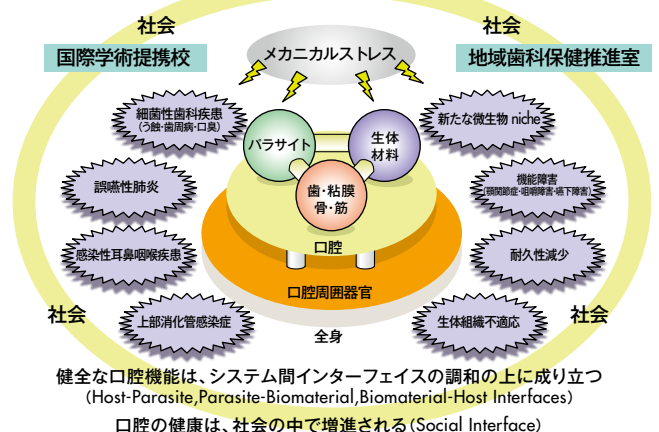 社会
社会
国際学術提携校
メカニカルストレス
地域歯科保健推進室
細菌性歯科疾患
(う蝕・歯周病・口臭)
パラサイト
生体
材料
新たな微生物 niche
誤嚥性肺炎
歯・粘膜
骨・筋
機能障害
(顎関節症・咀嚼障害・嚥下障害)
口腔
感染性耳鼻咽喉疾患
耐久性減少
口腔周囲器官
社会
上部消化管感染症
全身
生体組織不適応
社会
健全な口腔機能は、システム間インターフェイスの調和の上に成り立つ
(Host-Parasite,Parasite-Biomaterial,Biomaterial-Host Interfaces)
口腔の健康は、社会の中で増進される(Social Interface)